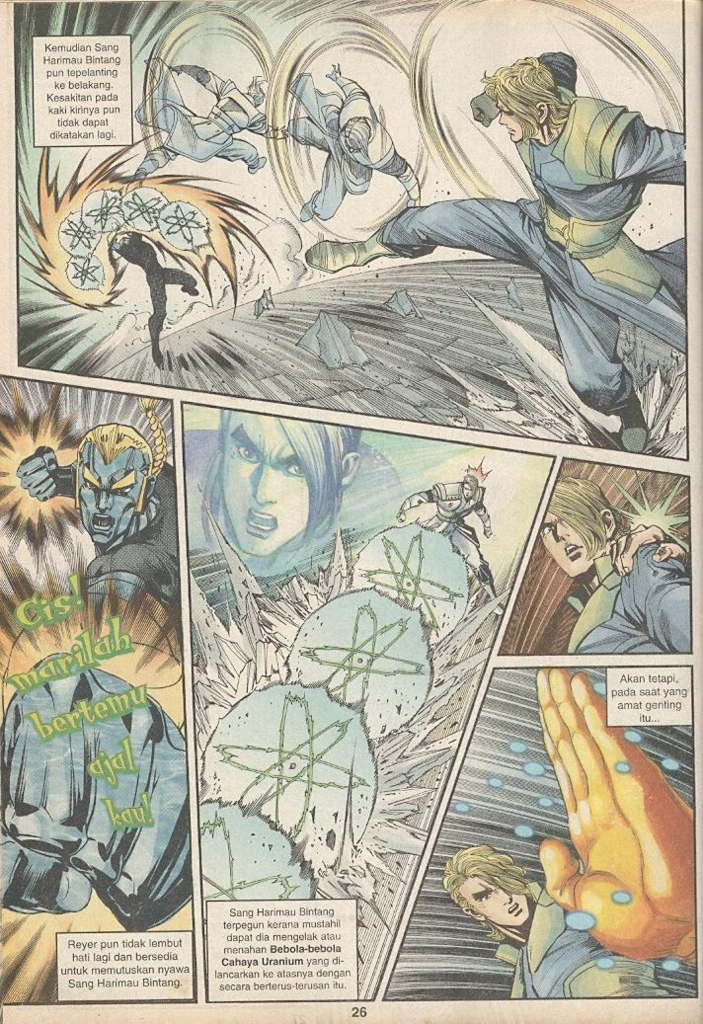 Kemudian Sang
Harimau Bintang
pun tepelanting
ke belakang.
Kesakitan pada
kaki kirinya pun
tidak dapat
dikatakan lagi.
Cis!
marilah
bertemu
ajal
kau!
Reyer pun tidak lembut
hati lagi dan bersedia
untuk memutuskan nyawa
Sang Harimau Bintang.
Sang Harimau Bintang
terpegun kerana mustahil
dapat dia mengelak atau
menahan Bebola-bebola
Cahaya Uranium yang di-
lancarkan ke atasnya dengan
secara berterus-terusan itu.
Akan tetapi,
pada saat yang
amat genting
itu...
26